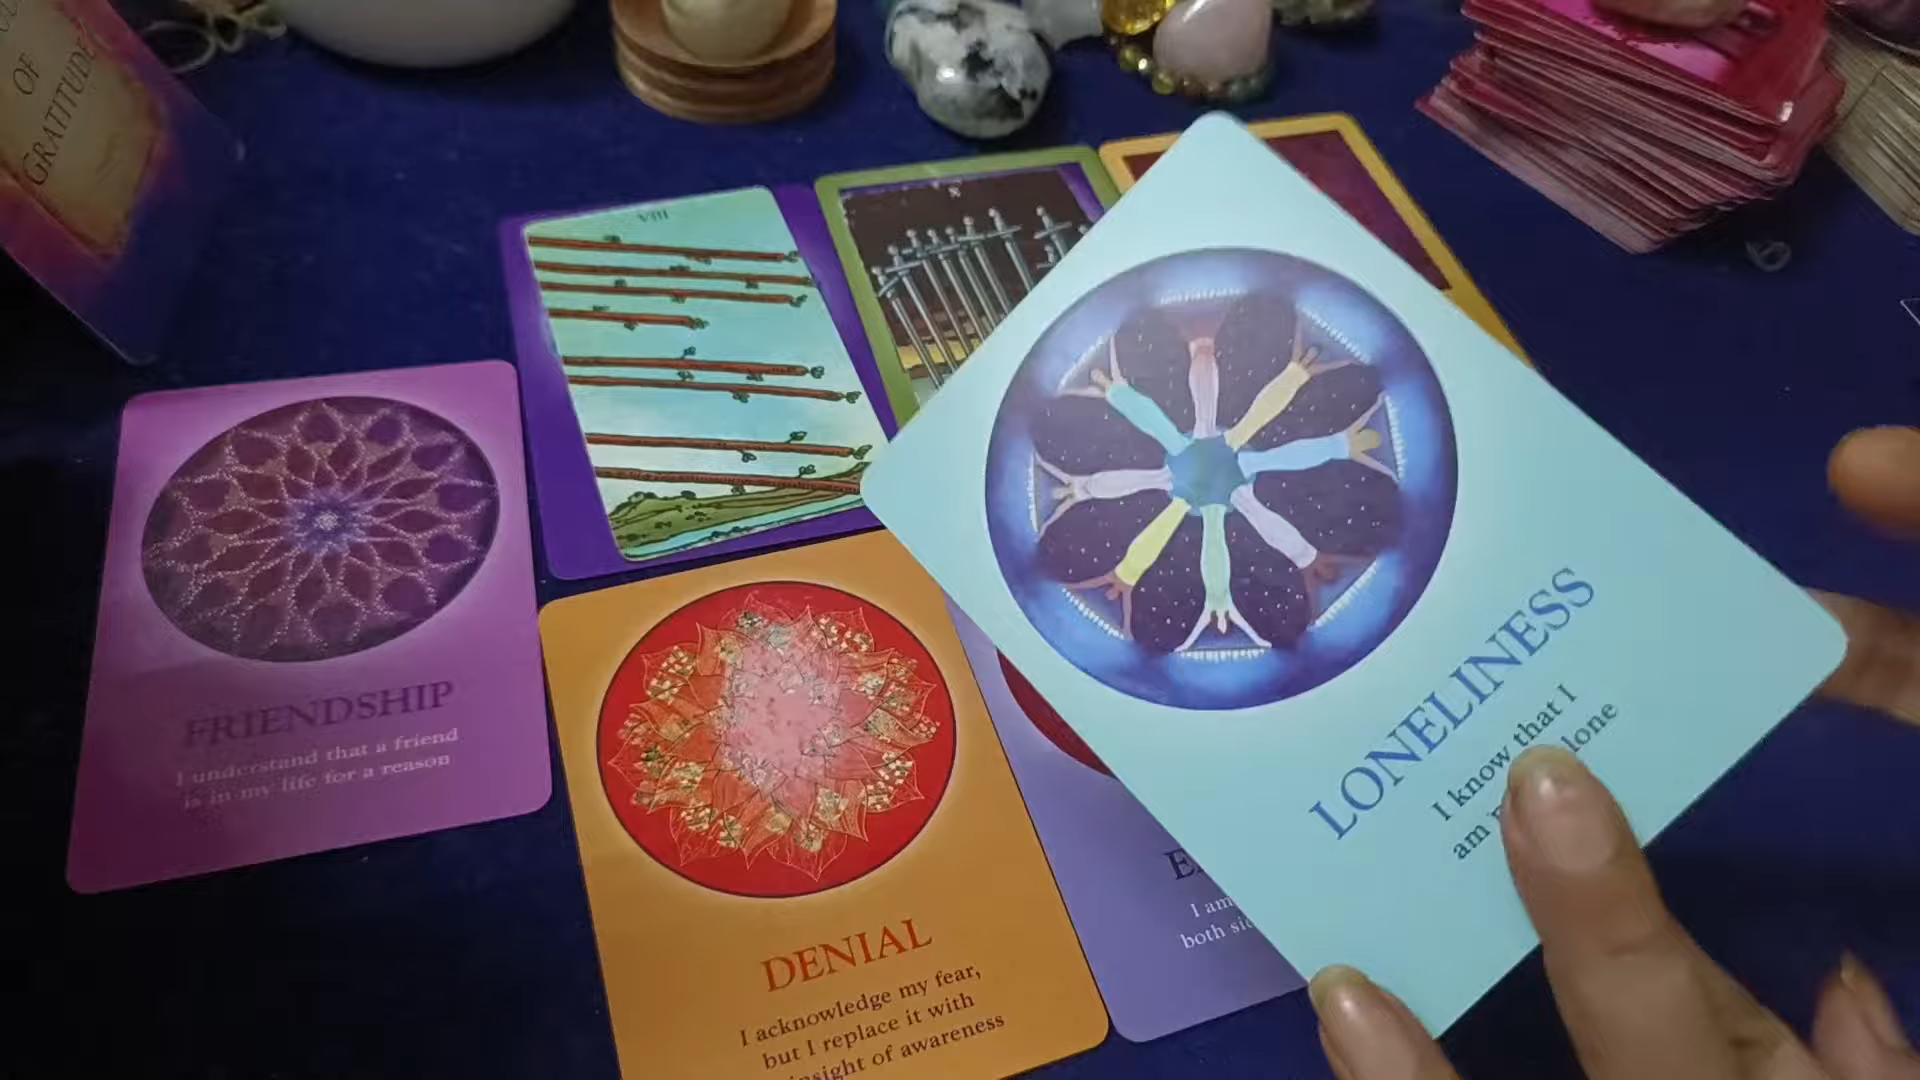 OF
GRATITUDE
VIII
X
FRIENDSHIP
I understand that a friend
is in my life for a reason
DENIAL
I acknowledge my fear,
but I replace it with
insight of awareness
I am
both
LONELINESS
I know that I
am